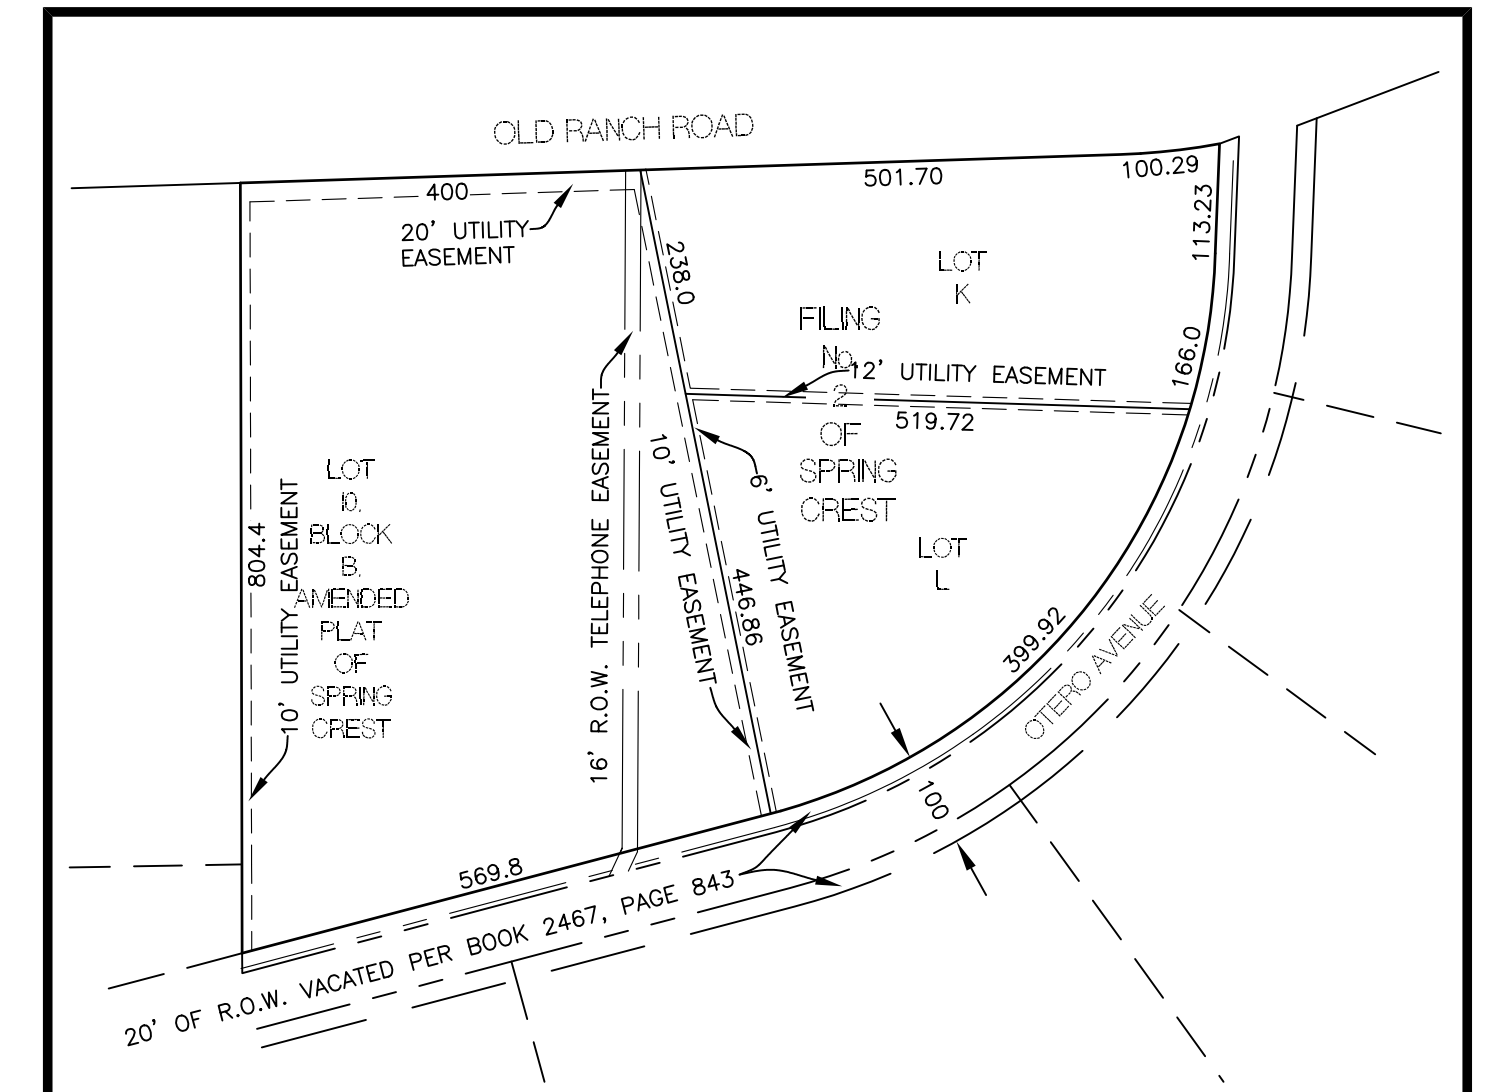 OLD RANCH ROAD
400
501.70
100.29
20' UTILITY
EASEMENT
113.23
238.0
LOT
K
FILING
No.
2
OF
SPRING
CREST
166.0
12' UTILITY EASEMENT
519.72
LOT
10,
BLOCK
B,
AMENDED
PLAT
OF
SPRING
CREST
804.4
10' UTILITY EASEMENT
16' R.O.W. TELEPHONE EASEMENT
10' UTILITY EASEMENT
6' UTILITY EASEMENT
446.86
LOT
L
399.92
OTERO AVENUE
100
569.8
20' OF R.O.W. VACATED PER BOOK 2467, PAGE 843